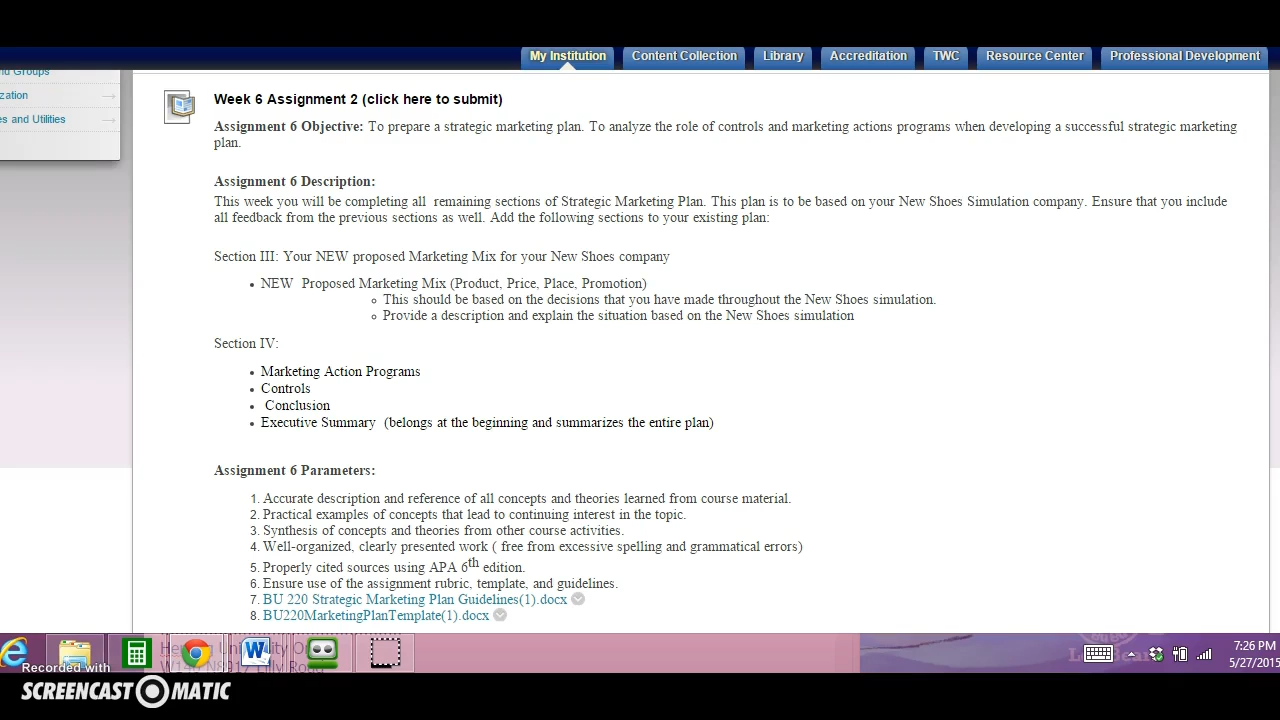 My Institution Content Collection Library Accreditation TWC Resource Center Professional Development
nd Groups
zation
es and Utilities
Week 6 Assignment 2 (click here to submit)
Assignment 6 Objective: To prepare a strategic marketing plan. To analyze the role of controls and marketing actions programs when developing a successful strategic marketing
plan.
Assignment 6 Description:
This week you will be completing all remaining sections of Strategic Marketing Plan. This plan is to be based on your New Shoes Simulation company. Ensure that you include
all feedback from the previous sections as well. Add the following sections to your existing plan:
Section III: Your NEW proposed Marketing Mix for your New Shoes company
• NEW Proposed Marketing Mix (Product, Price, Place, Promotion)
o This should be based on the decisions that you have made throughout the New Shoes simulation.
o Provide a description and explain the situation based on the New Shoes simulation
Section IV:
• Marketing Action Programs
• Controls
• Conclusion
• Executive Summary (belongs at the beginning and summarizes the entire plan)
Assignment 6 Parameters:
1. Accurate description and reference of all concepts and theories learned from course material.
2. Practical examples of concepts that lead to continuing interest in the topic.
3. Synthesis of concepts and theories from other course activities.
4. Well-organized, clearly presented work ( free from excessive spelling and grammatical errors)
5. Properly cited sources using APA 6th edition.
6. Ensure use of the assignment rubric, template, and guidelines.
7. BU 220 Strategic Marketing Plan Guidelines(1).docx
8. BU220MarketingPlanTemplate(1).docx
7:26 PM
5/27/2015
Recorded with
SCREENCAST-O-MATIC